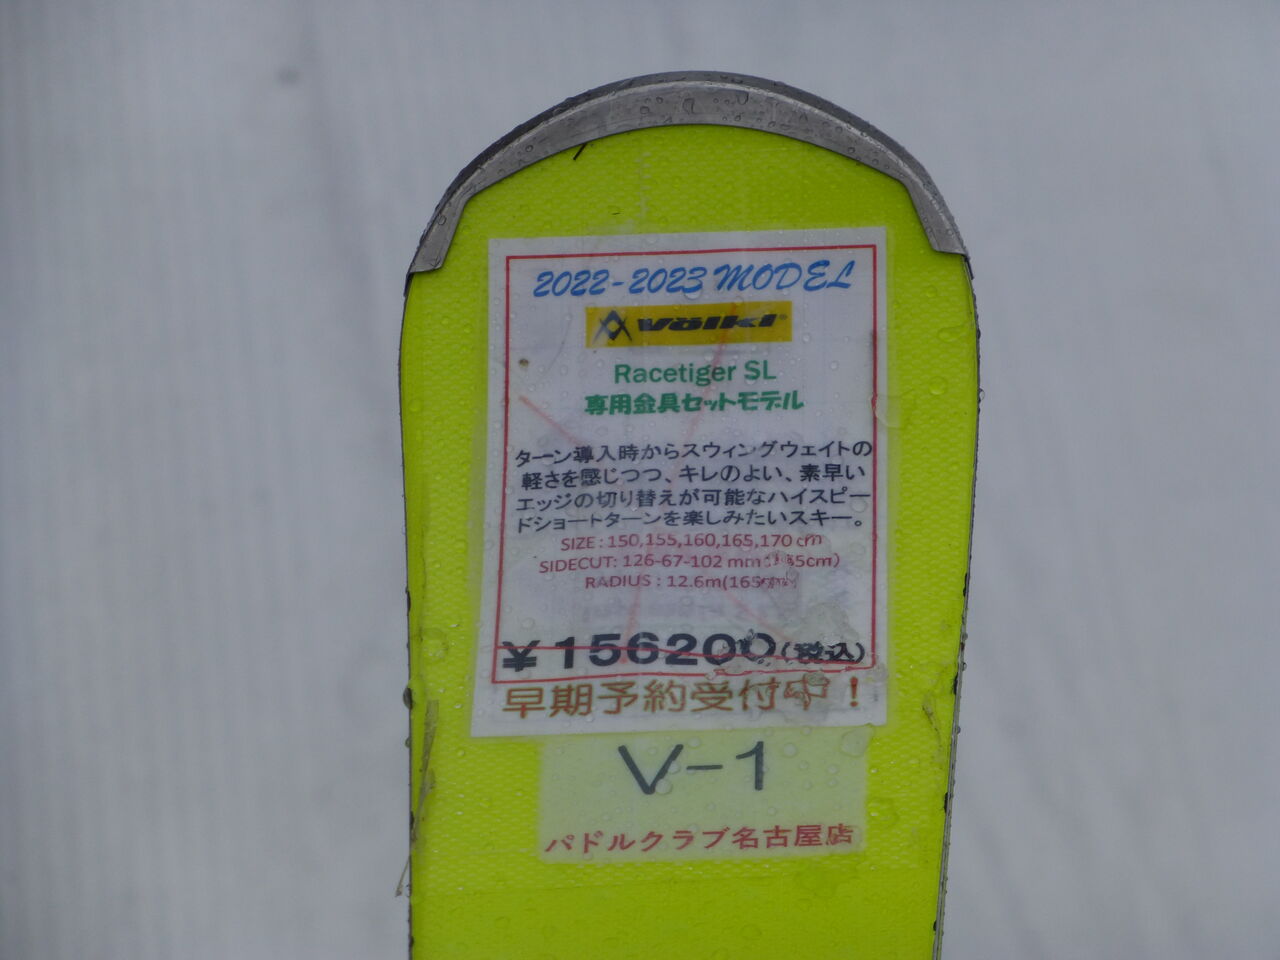 2022-2023 MODEL
völkl
Racetiger SL
専用金具セットモデル
ターン導入時からスウィングウェイトの
軽さを感じつつ、キレのよい、素早い
エッジの切り替えが可能なハイスピー
ドショートターンを楽しみたいスキー。
SIZE : 150,155,160,165,170 cm
SIDECUT: 126-67-102 mm(165cm)
RADIUS : 12.6m(165cm)
￥156200(税込)
早期予約受付中！
V-1
パドルクラブ名古屋店